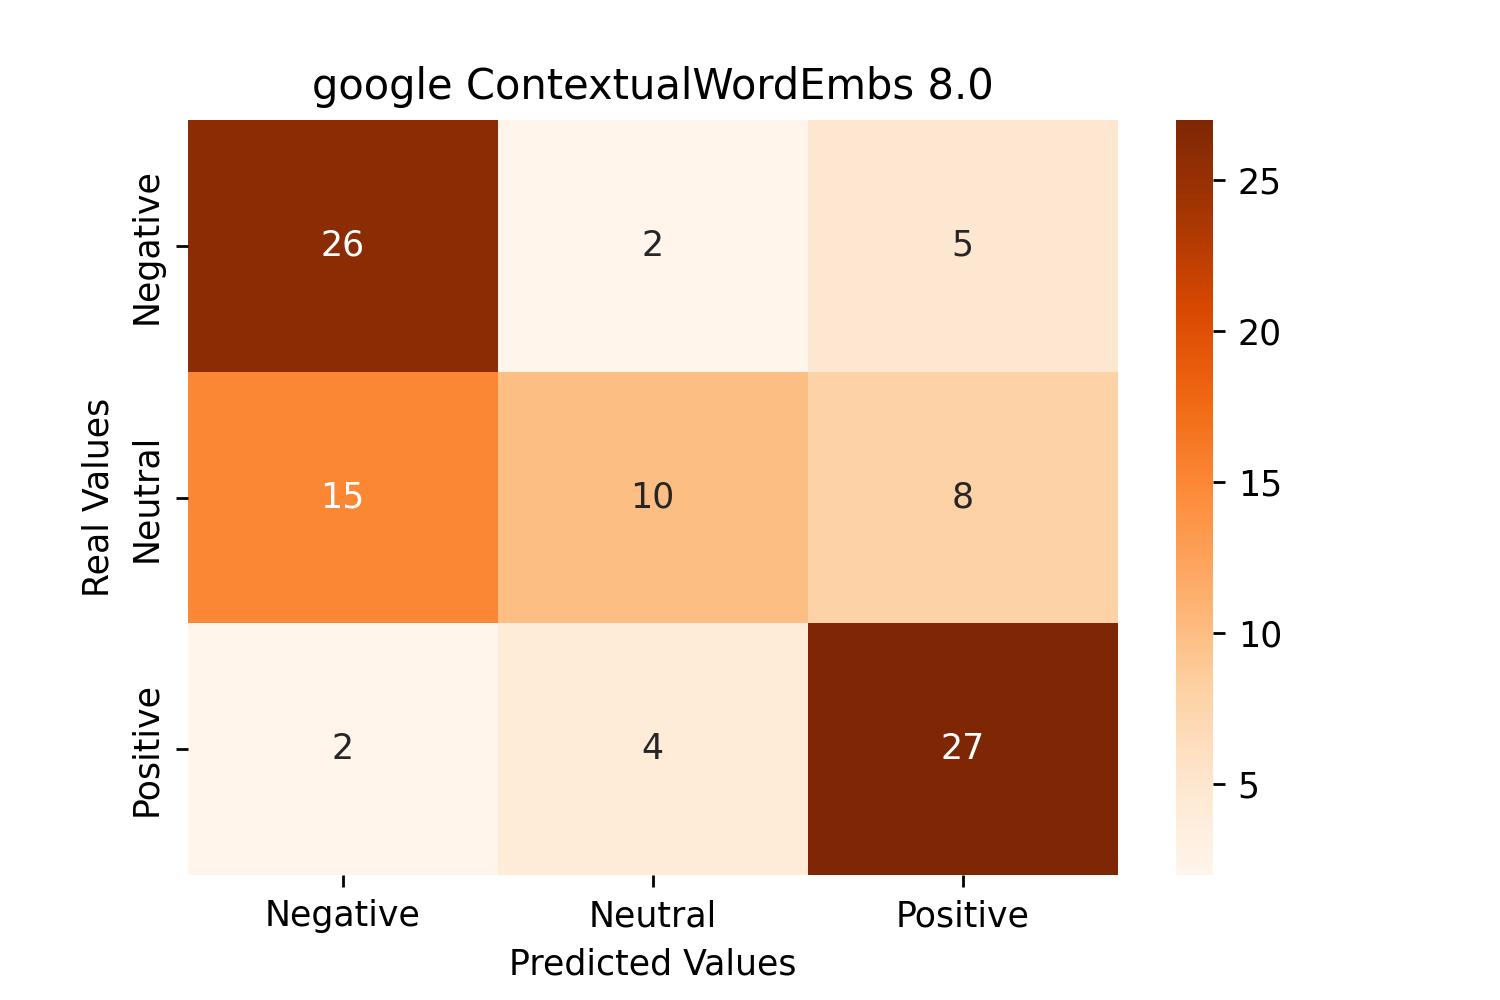 google ContextualWordEmbs 8.0
Real Values
Negative
26 2 5
Neutral
15 10 8
Positive
2 4 27
Negative Neutral Positive
Predicted Values
25
20
15
10
5